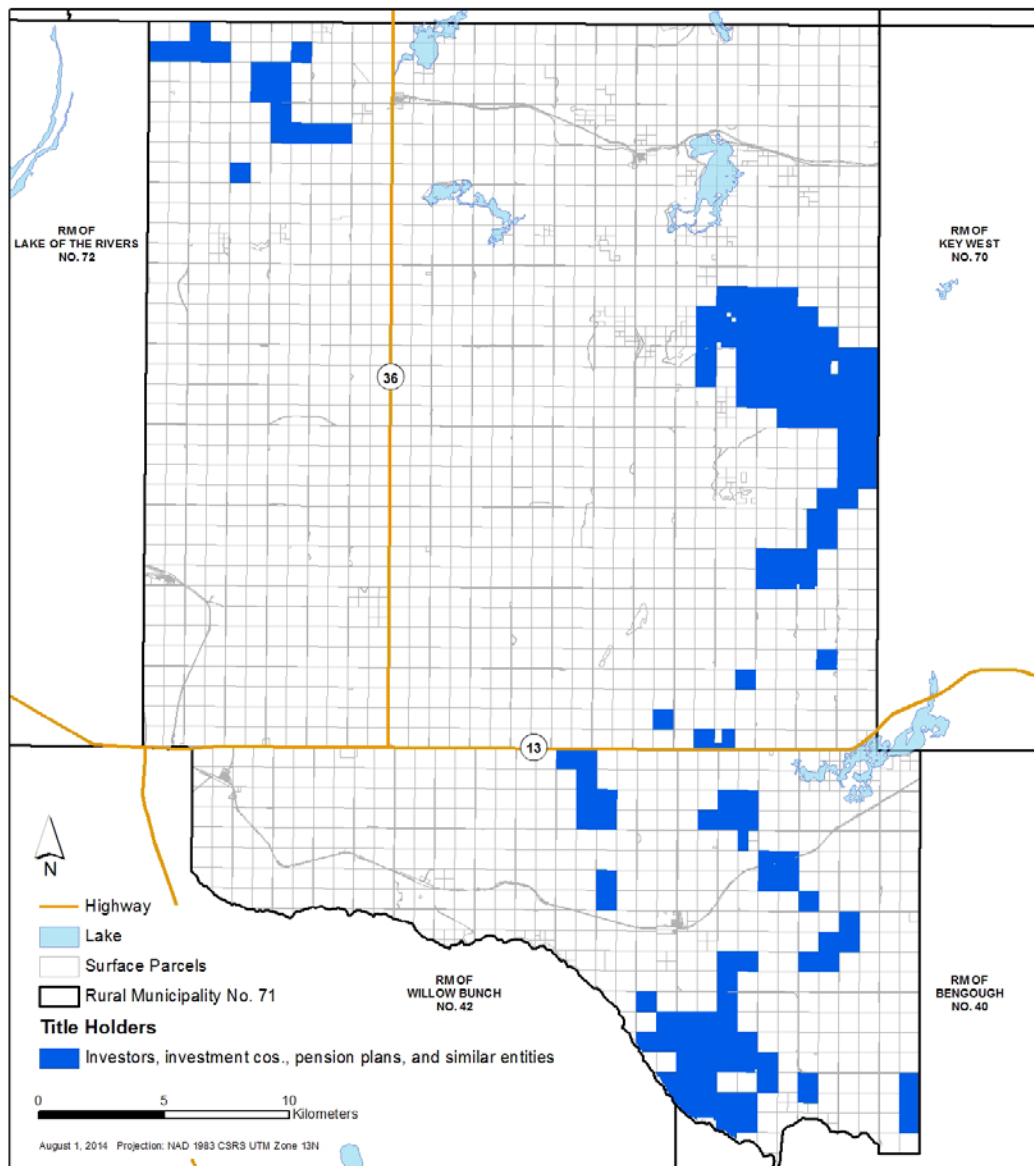 RM OF
LAKE OF THE RIVERS
NO. 72
RM OF
KEY WEST
NO. 70
36
13
N
Highway
Lake
Surface Parcels
Rural Municipality No. 71
Title Holders
Investors, investment cos., pension plans, and similar entities
0 5 10
Kilometers
August 1, 2014 Projection: NAD 1983 CSRS UTM Zone 13N
RM OF
WILLOW BUNCH
NO. 42
RM OF
BENGOUGH
NO. 40